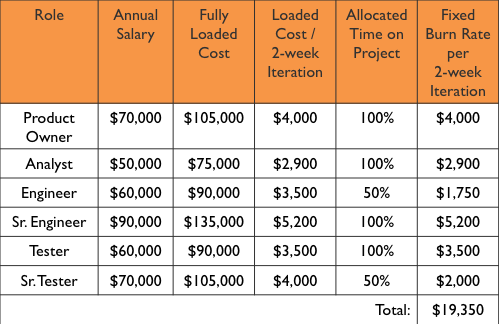 Role Annual Salary Fully Loaded Cost Loaded Cost / 2-week Iteration Allocated Time on Project Fixed Burn Rate per 2-week Iteration
Product Owner $70,000 $105,000 $4,000 100% $4,000
Analyst $50,000 $75,000 $2,900 100% $2,900
Engineer $60,000 $90,000 $3,500 50% $1,750
Sr. Engineer $90,000 $135,000 $5,200 100% $5,200
Tester $60,000 $90,000 $3,500 100% $3,500
Sr. Tester $70,000 $105,000 $4,000 50% $2,000
Total: $19,350